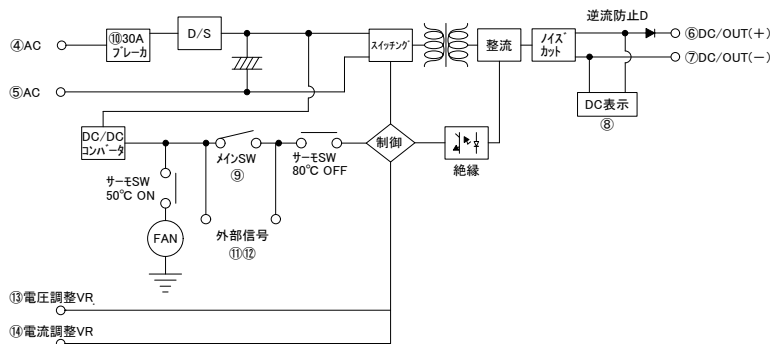 逆流防止D
④AC
⑩30A
ブレーカ
D/S
スイッチング
整流
ノイズ
カット
⑥DC/OUT(+)
⑦DC/OUT(−)
⑤AC
DC表示
⑧
DC/DC
コンバータ
メインSW
⑨
サーモSW
80℃ OFF
制御
絶縁
サーモSW
50℃ ON
FAN
外部信号
⑪⑫
⑬電圧調整VR
⑭電流調整VR